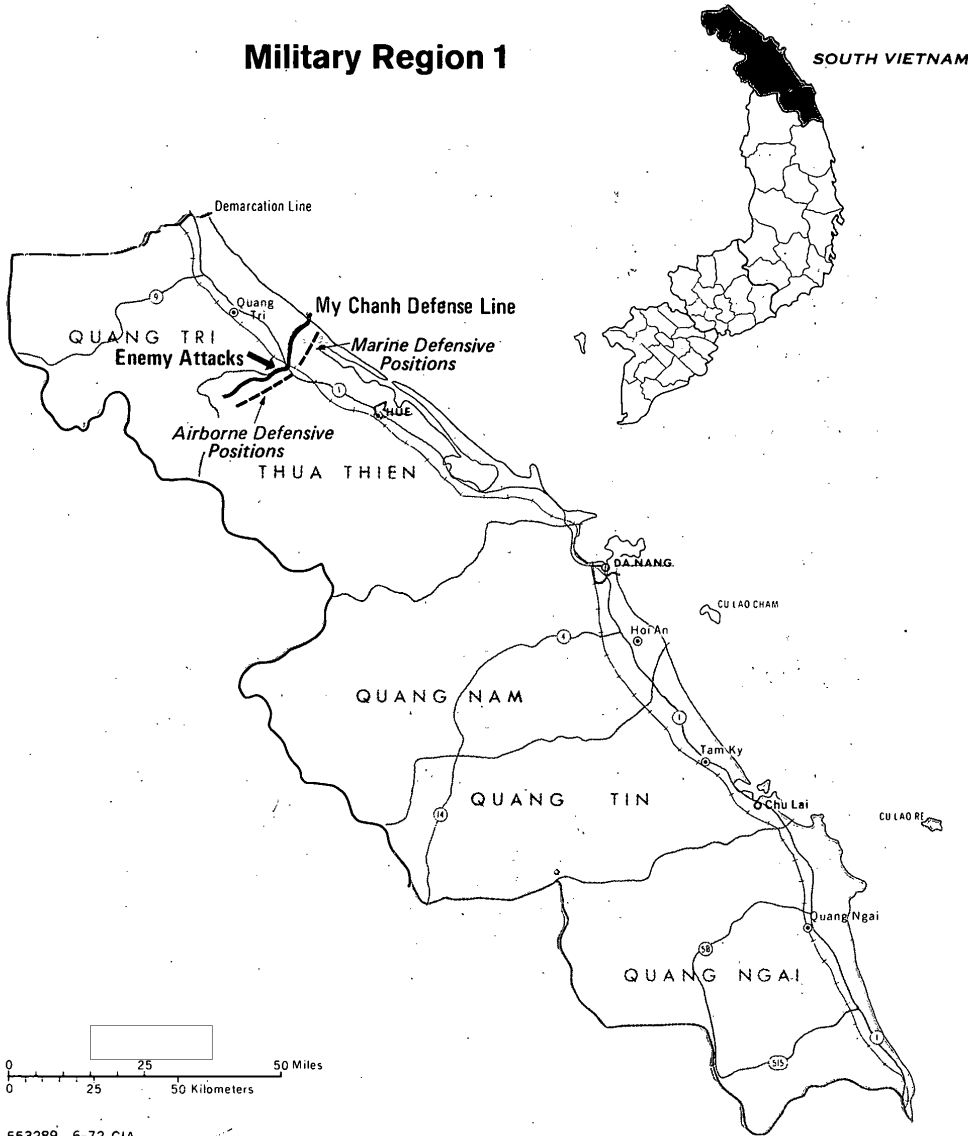 Military Region 1
SOUTH VIETNAM
Demarcation Line
9
Quang
Tri
My Chanh Defense Line
QUANG TRI
Enemy Attacks
Marine Defensive
Positions
1
HUE
Airborne Defensive
Positions
THUA THIEN
DA NANG
CU LAO CHAM
4
Hoi An
QUANG NAM
1
Tam Ky
QUANG TIN
14
Chu Lai
CU LAO RE
Quang Ngai
5B
QUANG NGAI
1
515
0 25 50 Miles
0 25 50 Kilometers
553289 6-72 CIA